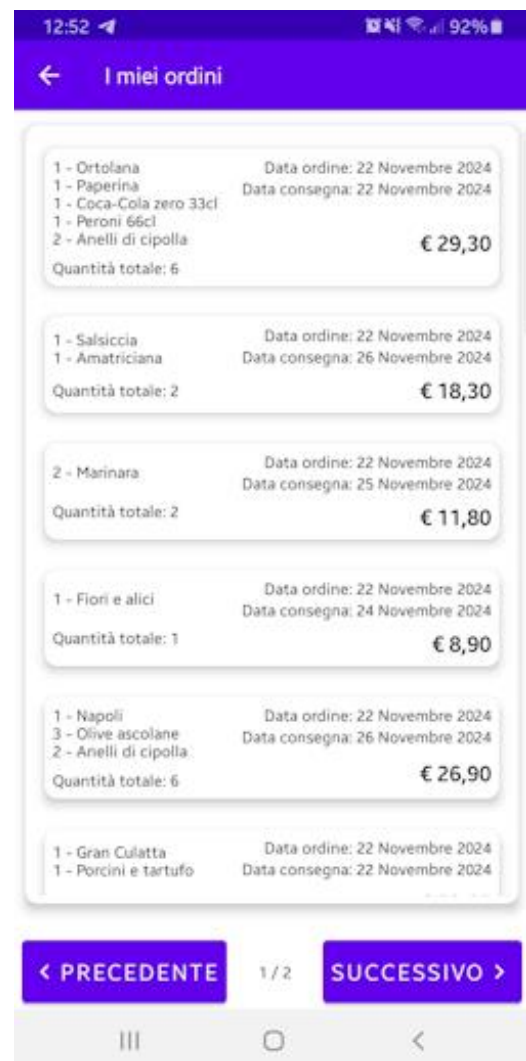 12:52 92%
I miei ordini
1 - Ortolana
1 - Paperina
1 - Coca-Cola zero 33cl
1 - Peroni 66cl
2 - Anelli di cipolla
Quantità totale: 6
Data ordine: 22 Novembre 2024
Data consegna: 22 Novembre 2024
€ 29,30
1 - Salsiccia
1 - Amatriciana
Quantità totale: 2
Data ordine: 22 Novembre 2024
Data consegna: 26 Novembre 2024
€ 18,30
2 - Marinara
Quantità totale: 2
Data ordine: 22 Novembre 2024
Data consegna: 25 Novembre 2024
€ 11,80
1 - Fiori e alici
Quantità totale: 1
Data ordine: 22 Novembre 2024
Data consegna: 24 Novembre 2024
€ 8,90
1 - Napoli
3 - Olive ascolane
2 - Anelli di cipolla
Quantità totale: 6
Data ordine: 22 Novembre 2024
Data consegna: 26 Novembre 2024
€ 26,90
1 - Gran Culatta
1 - Porcini e tartufo
Data ordine: 22 Novembre 2024
Data consegna: 22 Novembre 2024
< PRECEDENTE 1/2 SUCCESSIVO >